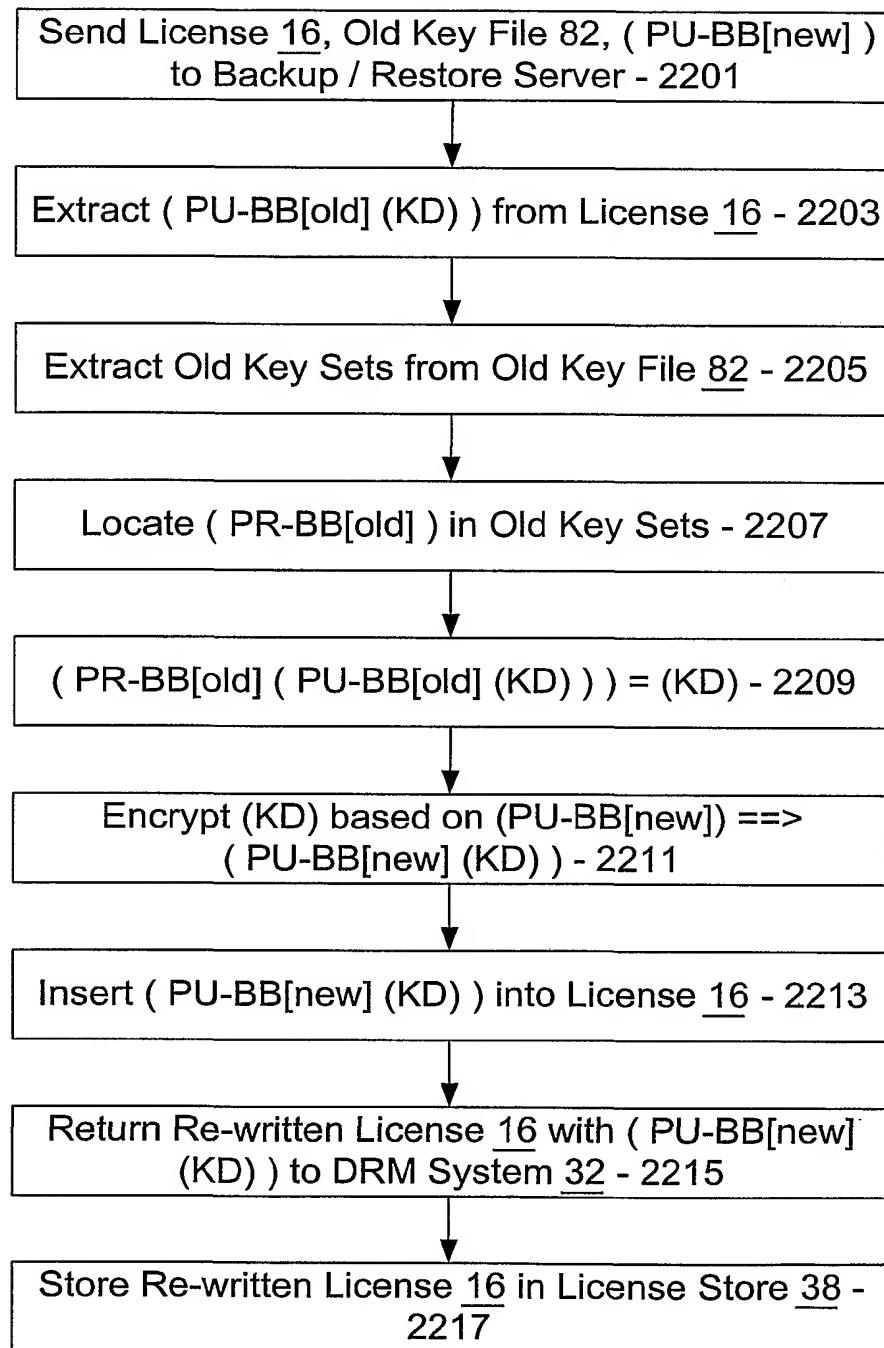 Send License 16, Old Key File 82, ( PU-BB[new] )
to Backup / Restore Server - 2201
Extract ( PU-BB[old] (KD) ) from License 16 - 2203
Extract Old Key Sets from Old Key File 82 - 2205
Locate ( PR-BB[old] ) in Old Key Sets - 2207
( PR-BB[old] ( PU-BB[old] (KD) ) ) = (KD) - 2209
Encrypt (KD) based on (PU-BB[new]) ==>
( PU-BB[new] (KD) ) - 2211
Insert ( PU-BB[new] (KD) ) into License 16 - 2213
Return Re-written License 16 with ( PU-BB[new]
(KD) ) to DRM System 32 - 2215
Store Re-written License 16 in License Store 38 -
2217